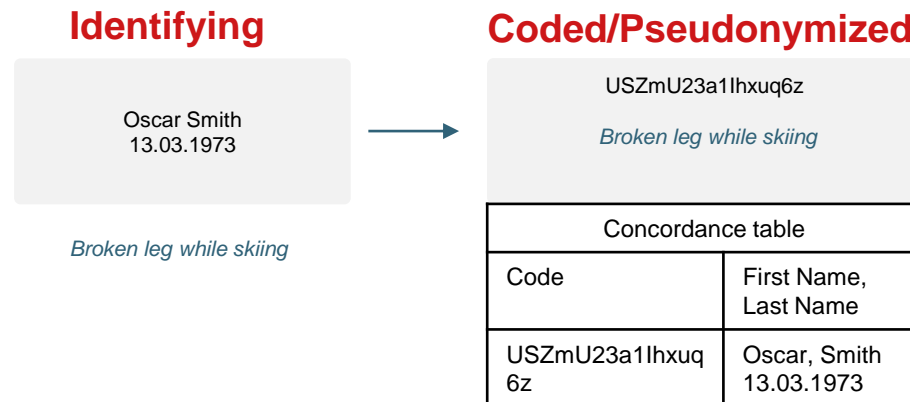 Identifying
Coded/Pseudonymized
Oscar Smith
13.03.1973
Broken leg while skiing
USZmU23a1Ihxuq6z
Broken leg while skiing
Concordance table
Code
First Name,
Last Name
USZmU23a1Ihxuq
6z
Oscar, Smith
13.03.1973